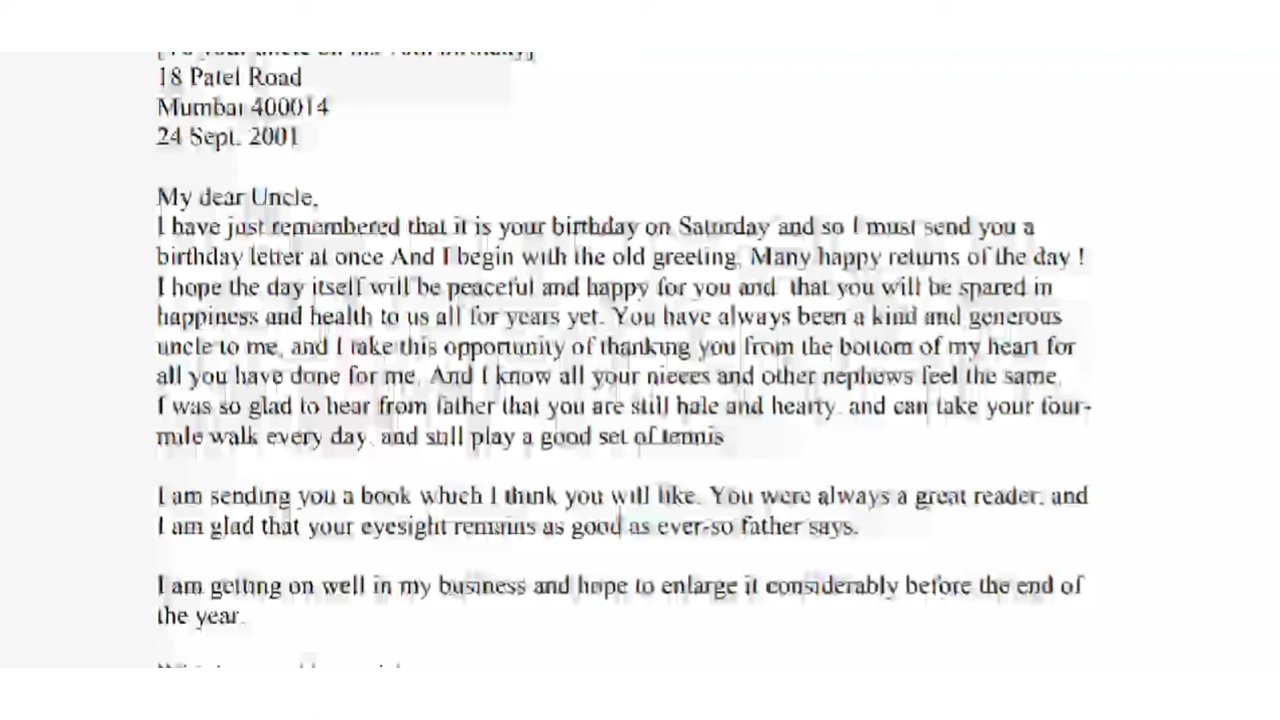 18 Patel Road
Mumbai 400014
24 Sept. 2001
My dear Uncle,
I have just remembered that it is your birthday on Saturday and so I must send you a
birthday letter at once And I begin with the old greeting, Many happy returns of the day !
I hope the day itself will be peaceful and happy for you and that you will be spared in
happiness and health to us all for years yet. You have always been a kind and generous
uncle to me, and I take this opportunity of thanking you from the bottom of my heart for
all you have done for me. And I know all your nieces and other nephews feel the same.
I was so glad to hear from father that you are still hale and hearty, and can take your four-
mile walk every day, and still play a good set of tennis
I am sending you a book which I think you will like. You were always a great reader, and
I am glad that your eyesight remains as good as ever-so father says.
I am getting on well in my business and hope to enlarge it considerably before the end of
the year.